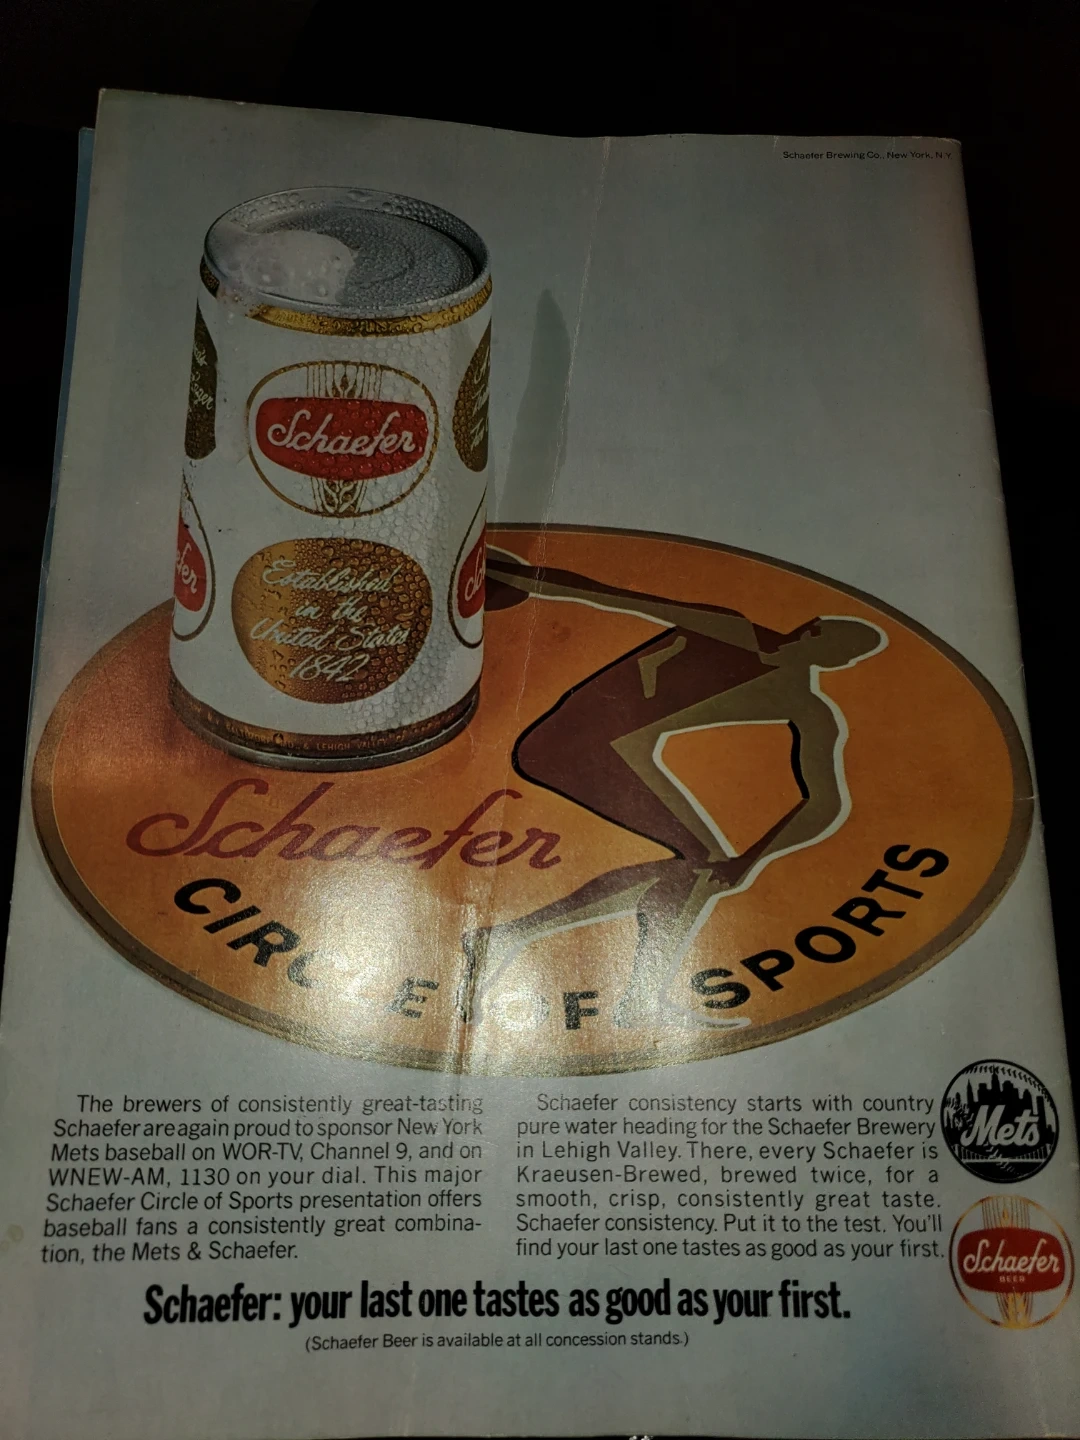 Schaefer Brewing Co., New York, N.Y.
Schaefer
Established
in the
United States
1842
Schaefer
CIRCLE OF SPORTS
The brewers of consistently great-tasting
Schaefer are again proud to sponsor New York
Mets baseball on WOR-TV, Channel 9, and on
WNEW-AM, 1130 on your dial. This major
Schaefer Circle of Sports presentation offers
baseball fans a consistently great combina-
tion, the Mets & Schaefer.
Schaefer consistency starts with country
pure water heading for the Schaefer Brewery
in Lehigh Valley. There, every Schaefer is
Kraeusen-Brewed, brewed twice, for a
smooth, crisp, consistently great taste.
Schaefer consistency. Put it to the test. You'll
find your last one tastes as good as your first.
Mets
Schaefer
BEER
Schaefer: your last one tastes as good as your first.
(Schaefer Beer is available at all concession stands.)